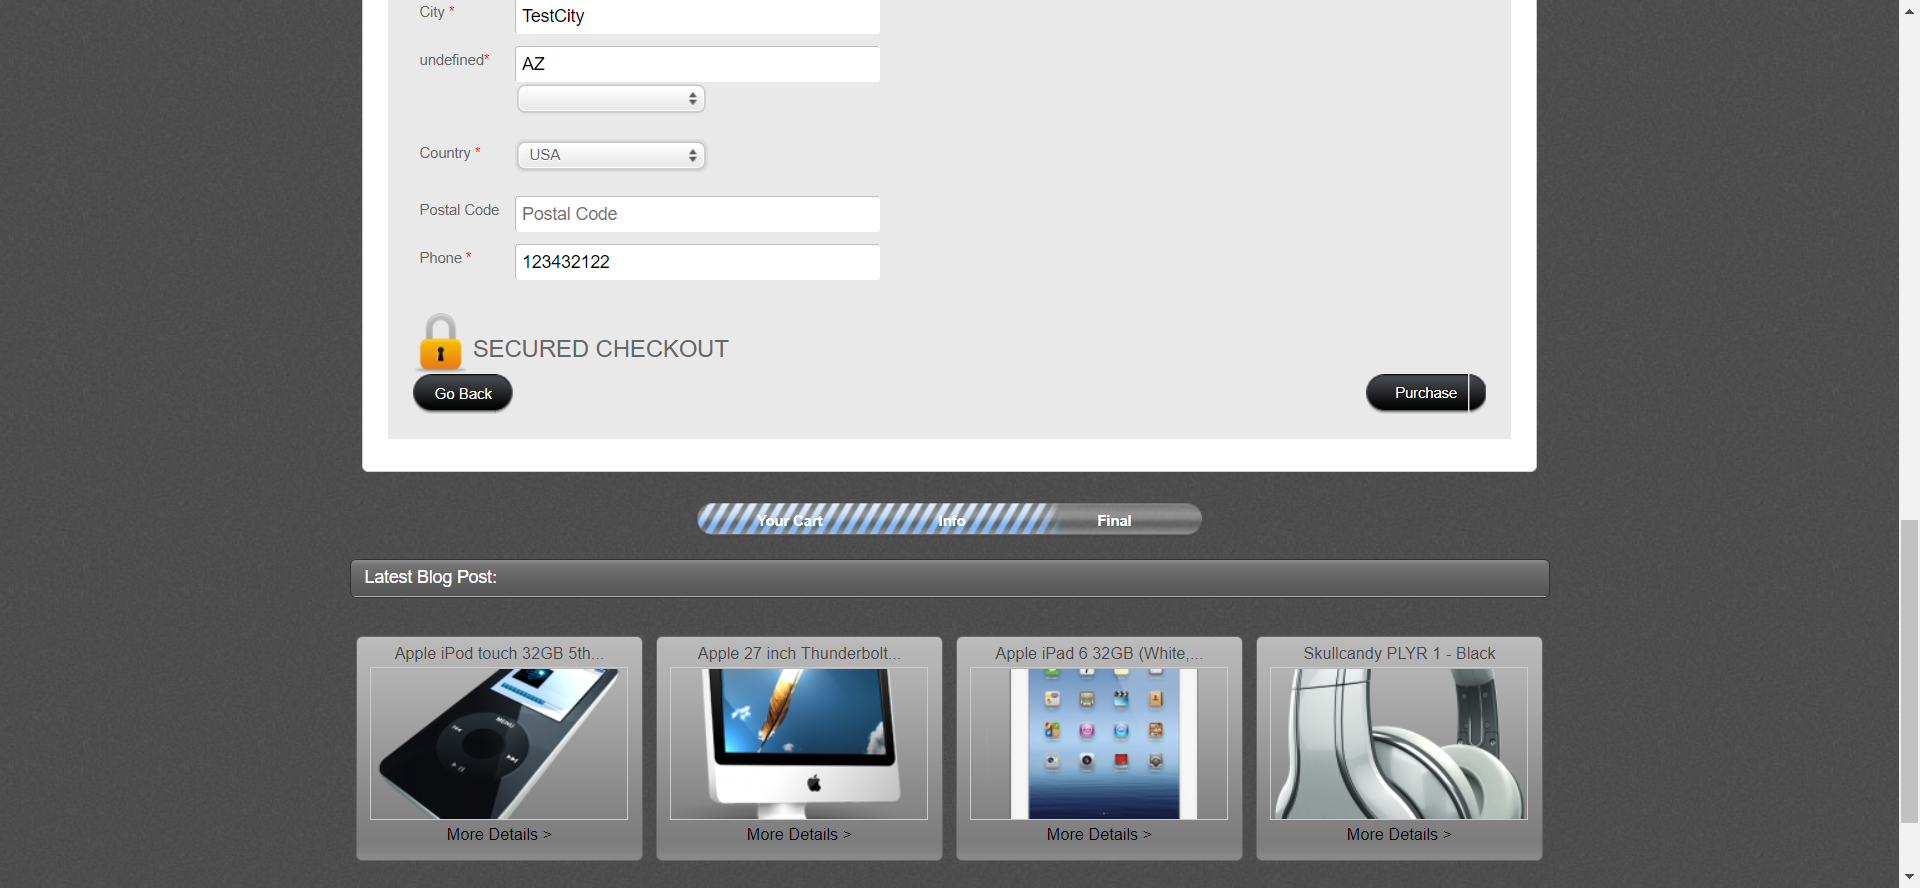 City *
TestCity
undefined*
AZ
Country *
USA
Postal Code
Postal Code
Phone *
123432122
SECURED CHECKOUT
Go Back
Purchase
Your Cart
Info
Final
Latest Blog Post:
Apple iPod touch 32GB 5th...
Apple 27 inch Thunderbolt...
Apple iPad 6 32GB (White,...
Skullcandy PLYR 1 - Black
MENU
More Details >
More Details >
More Details >
More Details >